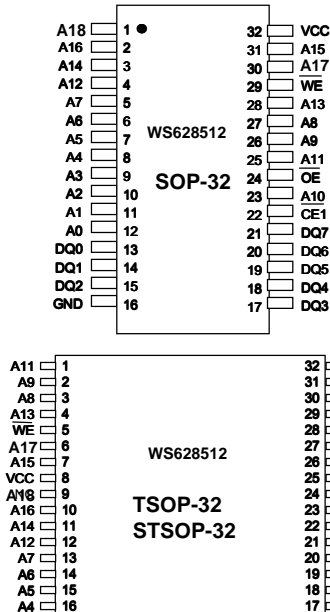 A18 1 32 VCC
A16 2 31 A15
A14 3 30 A17
A12 4 29 WE
A7 5 28 A13
A6 6 27 A8
A5 7 26 A9
A4 8 25 A11
A3 9 24 OE
A2 10 23 A10
A1 11 22 CE1
A0 12 21 DQ7
DQ0 13 20 DQ6
DQ1 14 19 DQ5
DQ2 15 18 DQ4
GND 16 17 DQ3
WS628512
SOP-32
A11 1 32
A9 2 31
A8 3 30
A13 4 29
WE 5 28
A17 6 27
A15 7 26
VCC 8 25
A18 9 24
A16 10 23
A14 11 22
A12 12 21
A7 13 20
A6 14 19
A5 15 18
A4 16 17
WS628512
TSOP-32
STSOP-32